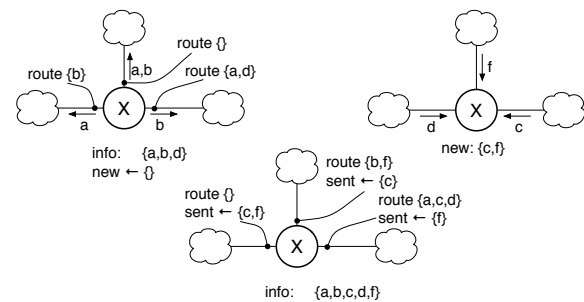 a,b
route {}
route {b}
route {a,d}
X
a
b
info: {a,b,d}
new ← {}
f
X
d
c
new: {c,f}
route {b,f}
sent ← {c}
route {}
sent ← {c,f}
route {a,c,d}
sent ← {f}
X
info: {a,b,c,d,f}